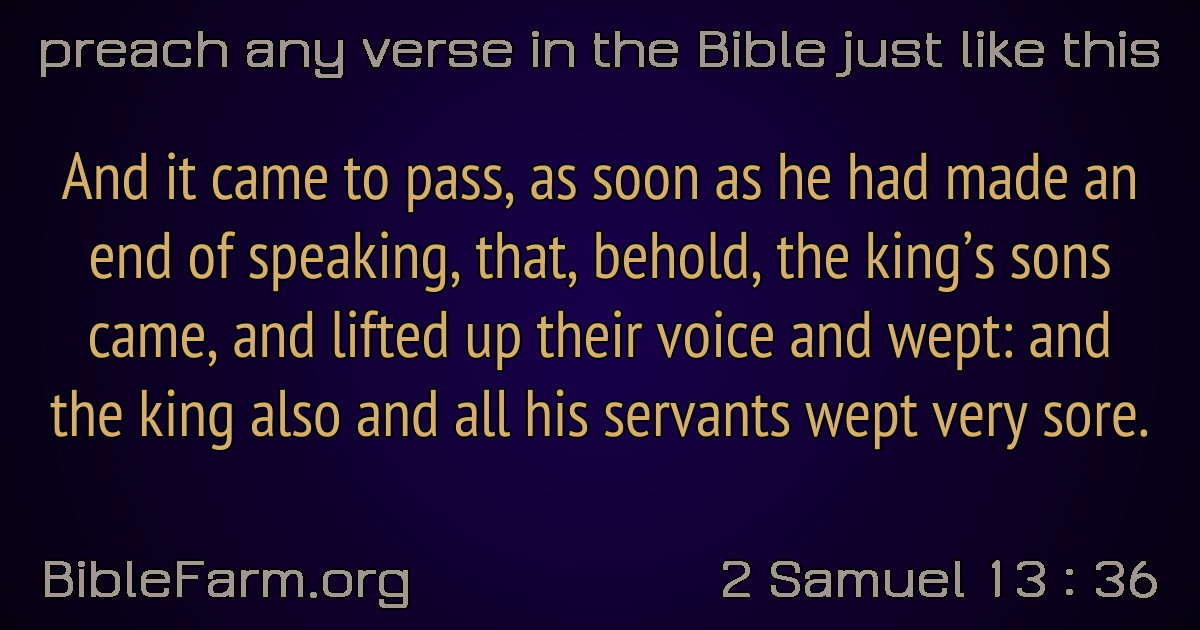 preach any verse in the Bible just like this
And it came to pass, as soon as he had made an
end of speaking, that, behold, the king’s sons
came, and lifted up their voice and wept: and
the king also and all his servants wept very sore.
BibleFarm.org
2 Samuel 13 : 36